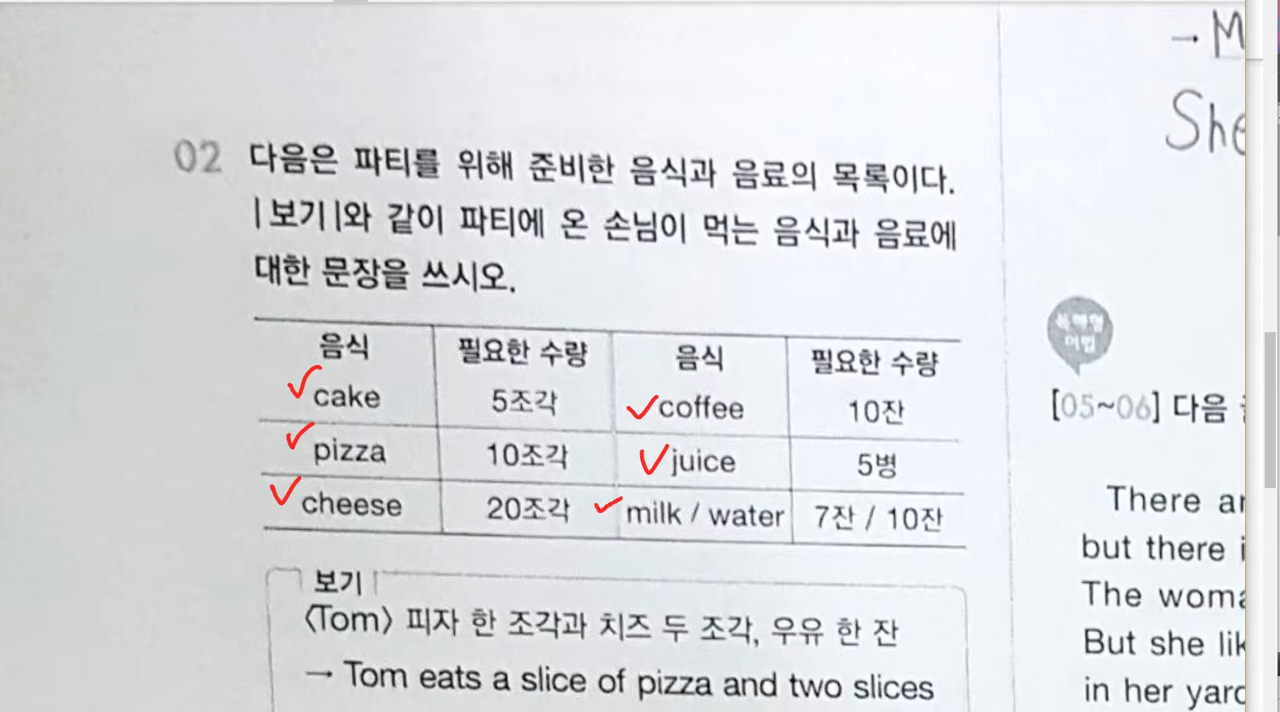 → M
She
02 다음은 파티를 위해 준비한 음식과 음료의 목록이다.
|보기|와 같이 파티에 온 손님이 먹는 음식과 음료에
대한 문장을 쓰시오.
음식 필요한 수량 음식 필요한 수량
cake 5조각 coffee 10잔
pizza 10조각 juice 5병
cheese 20조각 milk / water 7잔 / 10잔
보기
〈Tom〉 피자 한 조각과 치즈 두 조각, 우유 한 잔
→ Tom eats a slice of pizza and two slices
[05~06] 다음
There ar
but there i
The woma
But she lik
in her yard